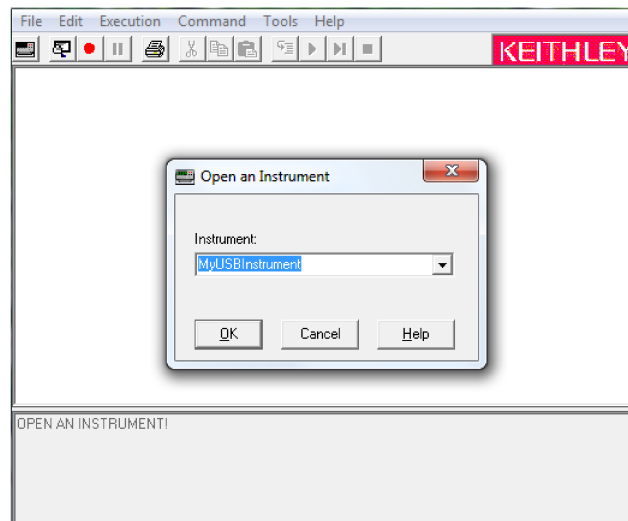 File Edit Execution Command Tools Help
KEITHLEY
Open an Instrument
Instrument:
MyUSBInstrument
OK Cancel Help
OPEN AN INSTRUMENT!